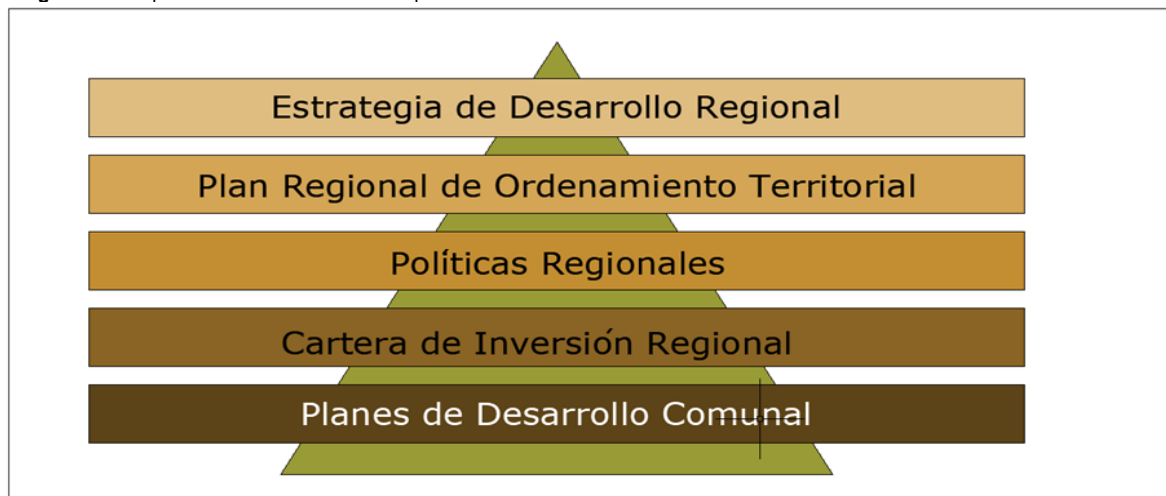 Estrategia de Desarrollo Regional
Plan Regional de Ordenamiento Territorial
Políticas Regionales
Cartera de Inversión Regional
Planes de Desarrollo Comunal